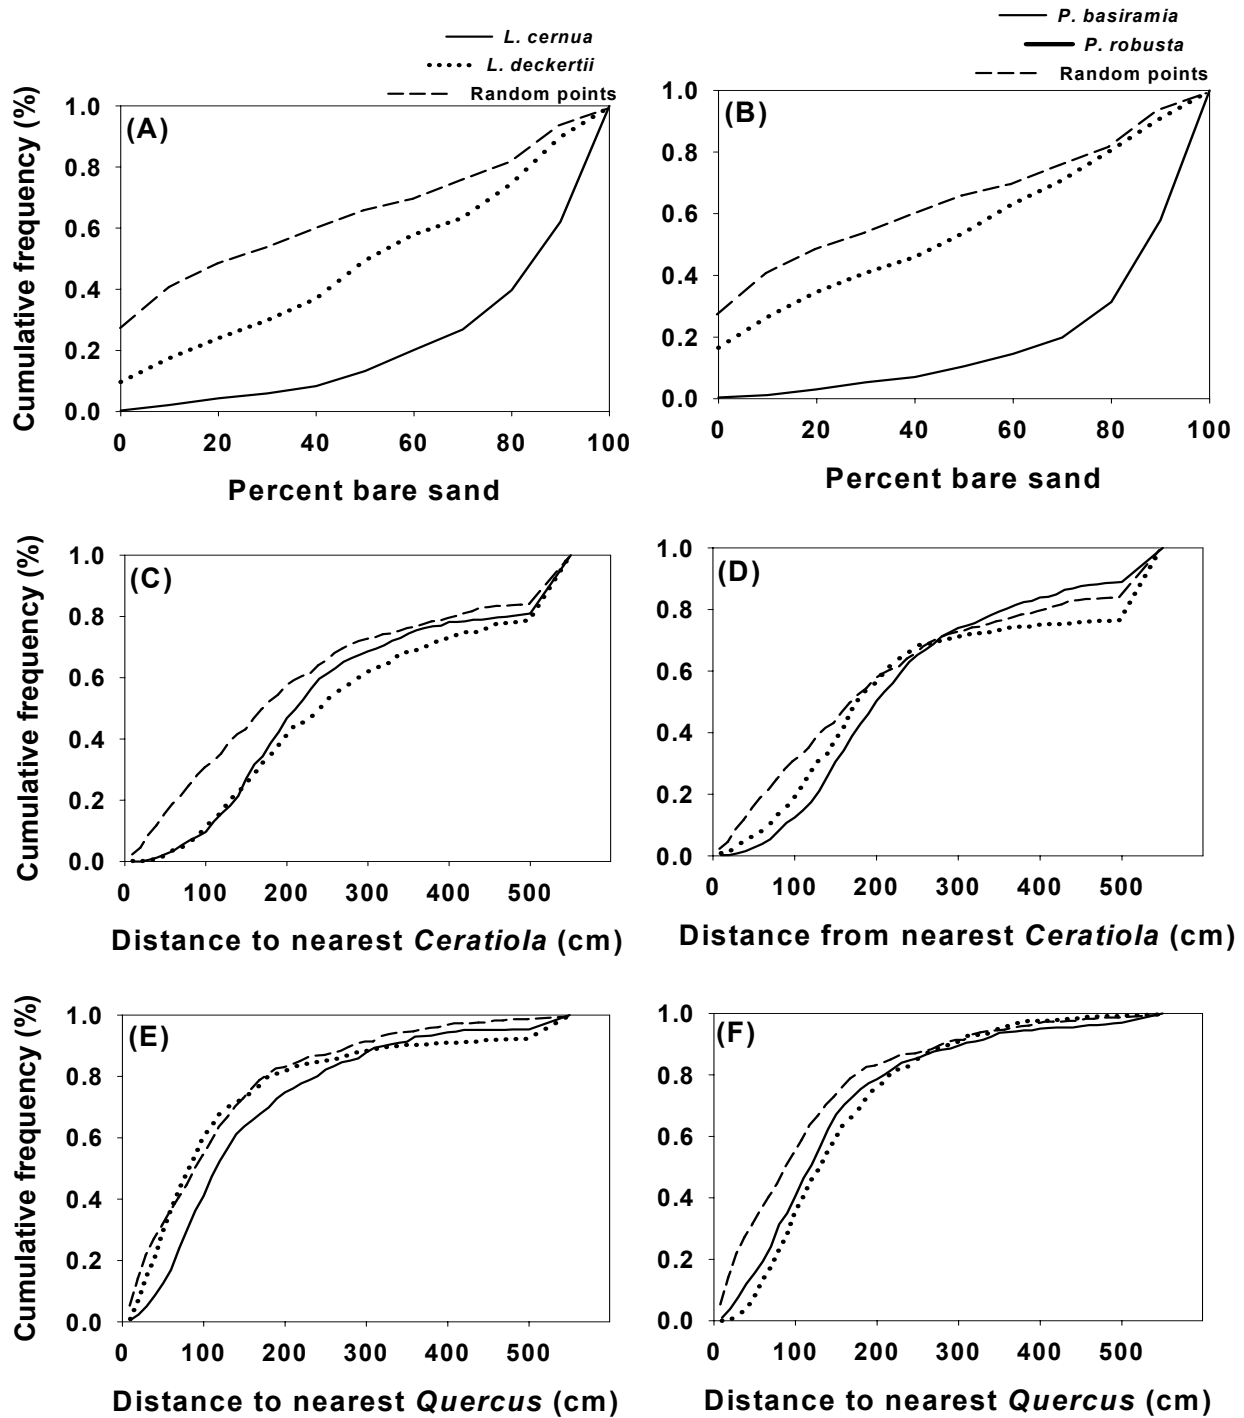 L. cernua
L. deckertii
Random points
P. basiramia
P. robusta
Random points
Cumulative frequency (%)
(A)
1.0
0.8
0.6
0.4
0.2
0.0
0 20 40 60 80 100
Percent bare sand
(B)
1.0
0.8
0.6
0.4
0.2
0.0
0 20 40 60 80 100
Percent bare sand
Cumulative frequency (%)
(C)
1.0
0.8
0.6
0.4
0.2
0.0
0 100 200 300 400 500
Distance to nearest Ceratiola (cm)
(D)
1.0
0.8
0.6
0.4
0.2
0.0
0 100 200 300 400 500
Distance from nearest Ceratiola (cm)
Cumulative frequency (%)
(E)
1.0
0.8
0.6
0.4
0.2
0.0
0 100 200 300 400 500
Distance to nearest Quercus (cm)
(F)
1.0
0.8
0.6
0.4
0.2
0.0
0 100 200 300 400 500
Distance to nearest Quercus (cm)